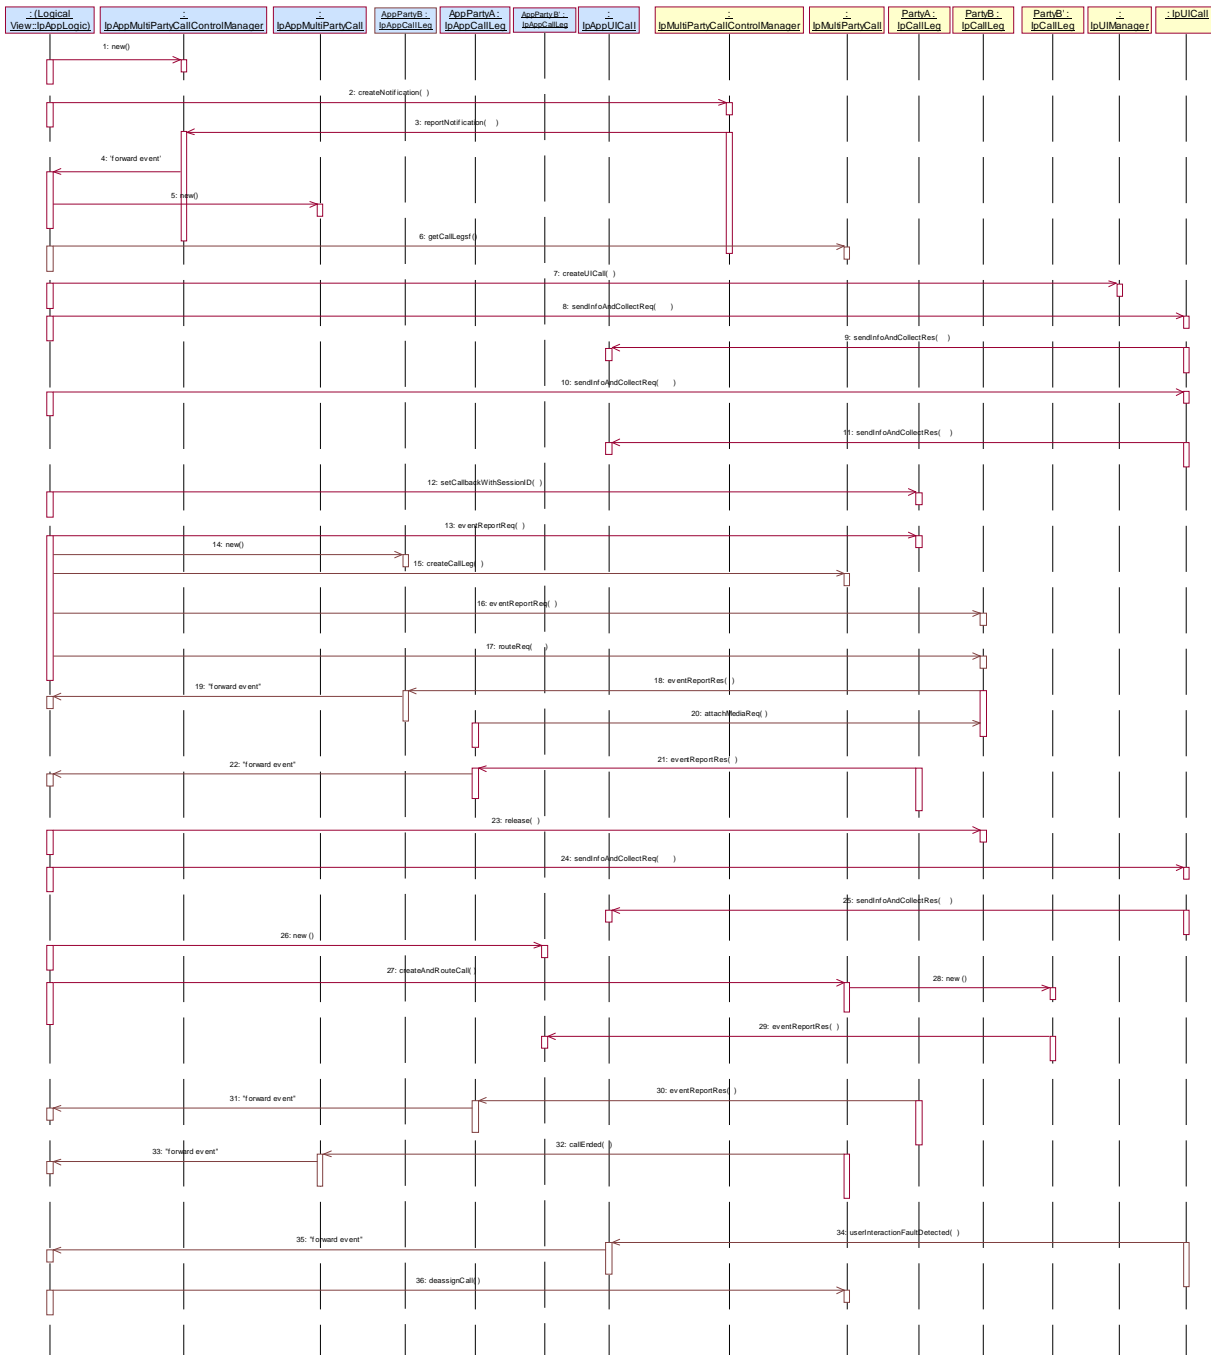 : (Logical
View::IpAppLogic)
:
IpAppMultiPartyCallControlManager
:
IpAppMultiPartyCall
AppPartyB :
IpAppCallLeg
AppPartyA :
IpAppCallLeg
AppPartyB' :
IpAppCallLeg
:
IpAppUICall
:
IpMultiPartyCallControlManager
:
IpMultiPartyCall
PartyA :
IpCallLeg
PartyB :
IpCallLeg
PartyB' :
IpCallLeg
:
IpUIManager
: IpUICall
1: new()
2: createNotification( )
3: reportNotification( )
4: 'forward event'
5: new()
6: getCallLegsf()
7: createUICall( )
8: sendInfoAndCollectReq( )
9: sendInfoAndCollectRes( )
10: sendInfoAndCollectReq( )
11: sendInfoAndCollectRes( )
12: setCallbackWithSessionID( )
13: eventReportReq( )
14: new()
15: createCallLeg( )
16: eventReportReq( )
17: routeReq( )
18: eventReportRes( )
19: "forward event"
20: attachMediaReq( )
21: eventReportRes( )
22: "forward event"
23: release( )
24: sendInfoAndCollectReq( )
25: sendInfoAndCollectRes( )
26: new ()
27: createAndRouteCall( )
28: new ()
29: eventReportRes( )
30: eventReportRes( )
31: "forward event"
32: callEnded( )
33: "forward event"
34: userInteractionFaultDetected( )
35: "forward event"
36: deassignCall( )